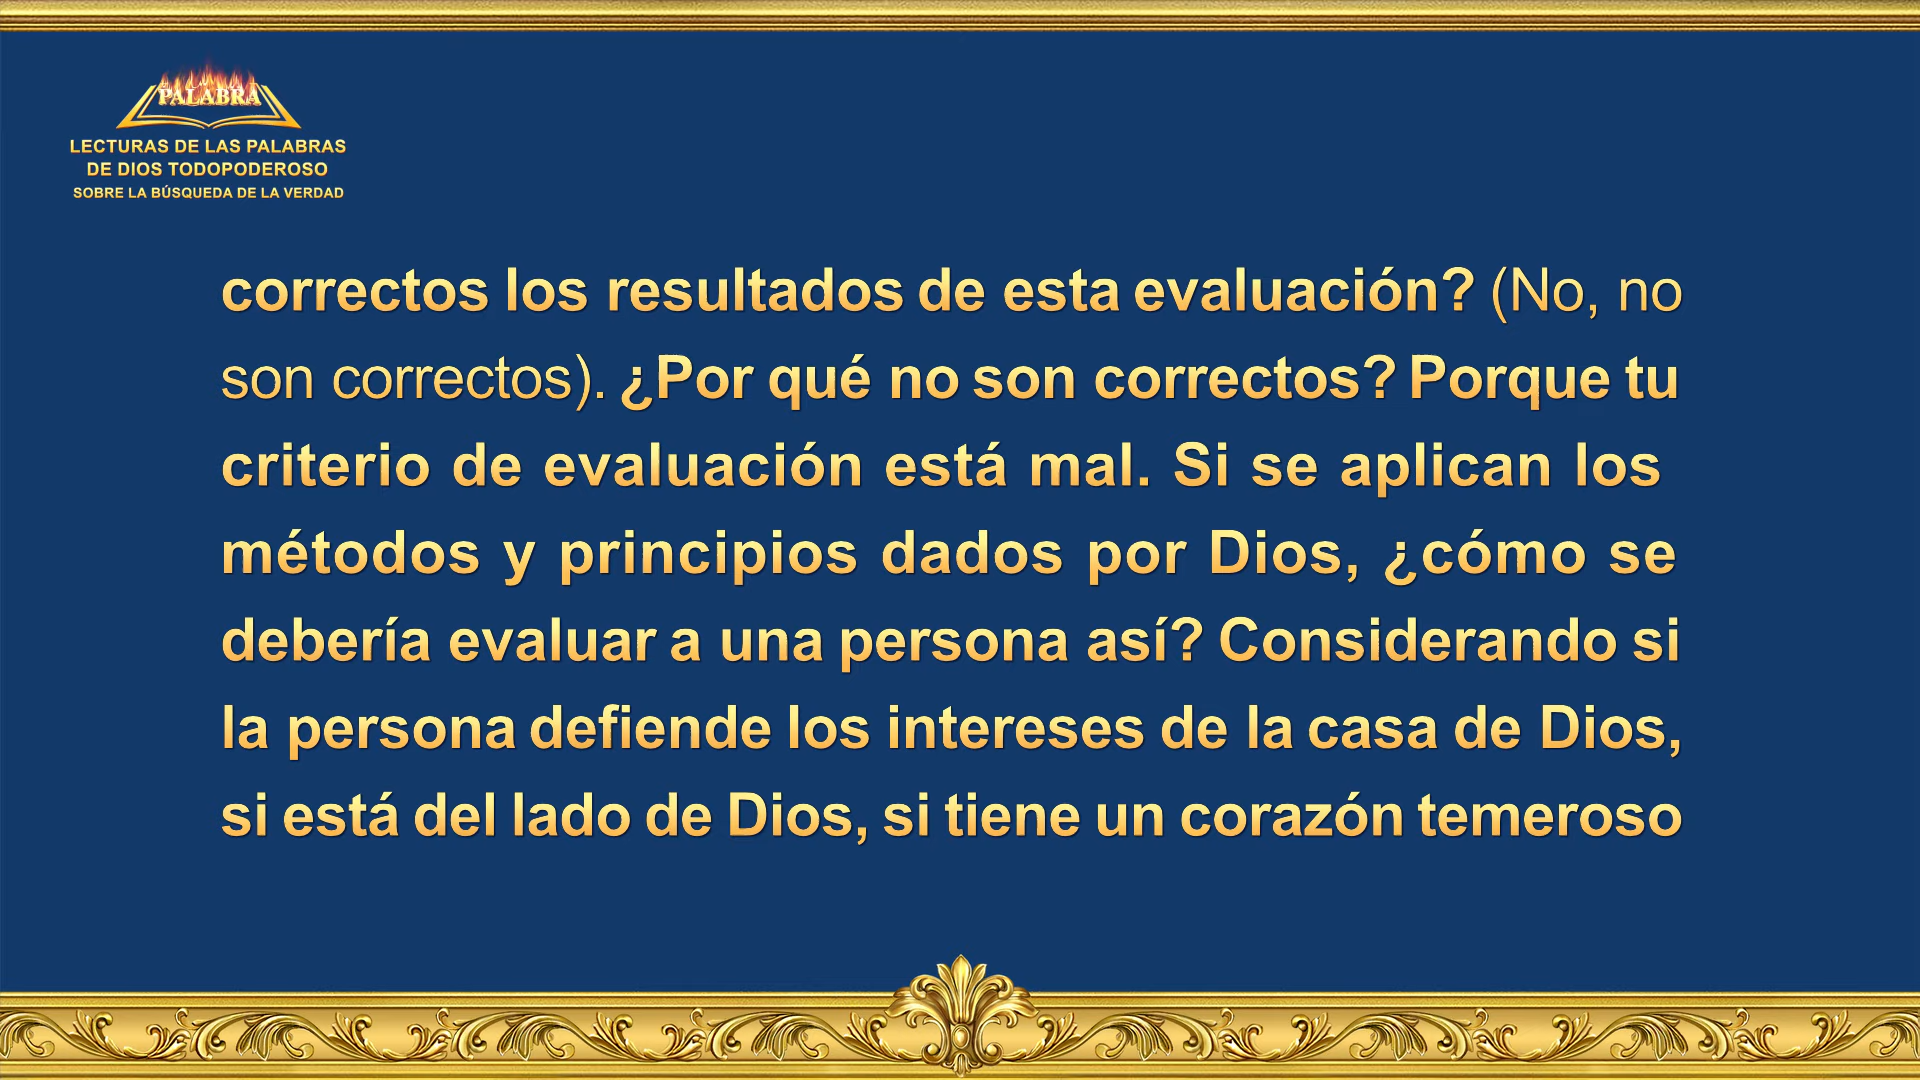 PALABRA
LECTURAS DE LAS PALABRAS
DE DIOS TODOPODEROSO
SOBRE LA BÚSQUEDA DE LA VERDAD
correctos los resultados de esta evaluación? (No, no
son correctos). ¿Por qué no son correctos? Porque tu
criterio de evaluación está mal. Si se aplican los
métodos y principios dados por Dios, ¿cómo se
debería evaluar a una persona así? Considerando si
la persona defiende los intereses de la casa de Dios,
si está del lado de Dios, si tiene un corazón temeroso